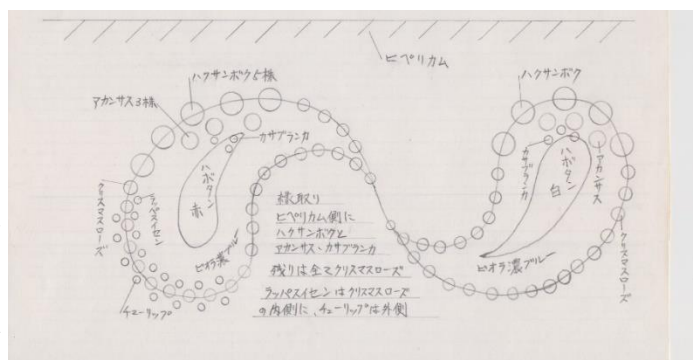 ヒペリカム
ハクサンボク5株
アカンサス3株
カサブランカ
ハボタン
赤
クリスマスローズ
ラッパスイセン
ビオラ濃ブルー
チューリップ
縁取り
ヒペリカム側に
ハクサンボクと
アカンサス・カサブランカ
残りは全てクリスマスローズ
ラッパスイセンはクリスマスローズ
の内側に、チューリップは外側
ハクサンボク
カサブランカ
ハボタン
白
アカンサス
クリスマスローズ
ビオラ濃ブルー